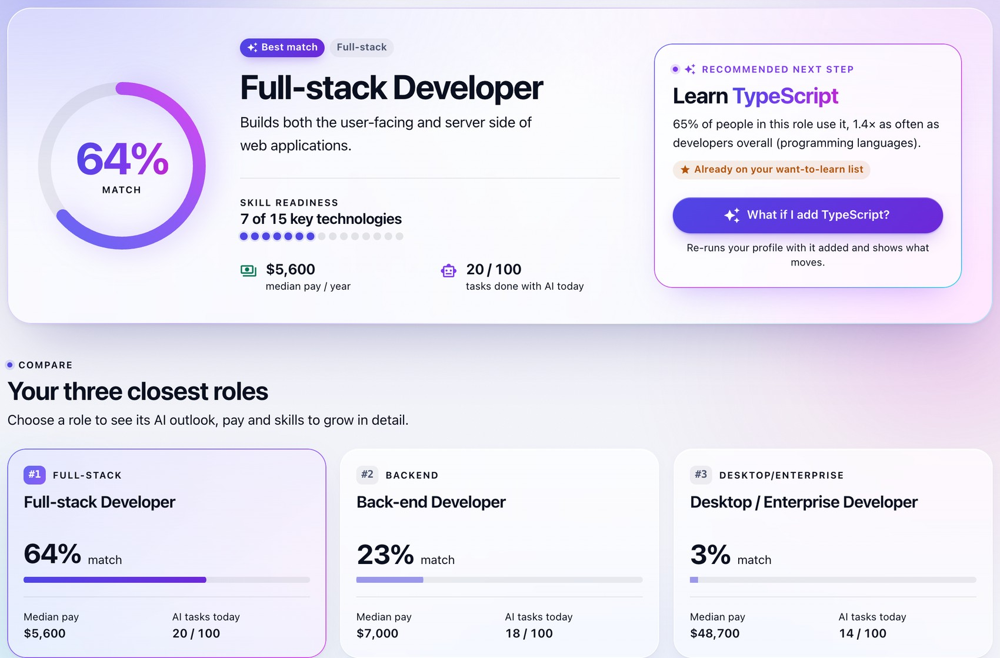 Best match
Full-stack
Full-stack Developer
Builds both the user-facing and server side of
web applications.
64%
MATCH
SKILL READINESS
7 of 15 key technologies
$5,600
median pay / year
20 / 100
tasks done with AI today
RECOMMENDED NEXT STEP
Learn TypeScript
65% of people in this role use it, 1.4× as often as
developers overall (programming languages).
Already on your want-to-learn list
What if I add TypeScript?
Re-runs your profile with it added and shows what
moves.
COMPARE
Your three closest roles
Choose a role to see its AI outlook, pay and skills to grow in detail.
#1 FULL-STACK
Full-stack Developer
64% match
Median pay
$5,600
AI tasks today
20 / 100
#2 BACKEND
Back-end Developer
23% match
Median pay
$7,000
AI tasks today
18 / 100
#3 DESKTOP/ENTERPRISE
Desktop / Enterprise Developer
3% match
Median pay
$48,700
AI tasks today
14 / 100